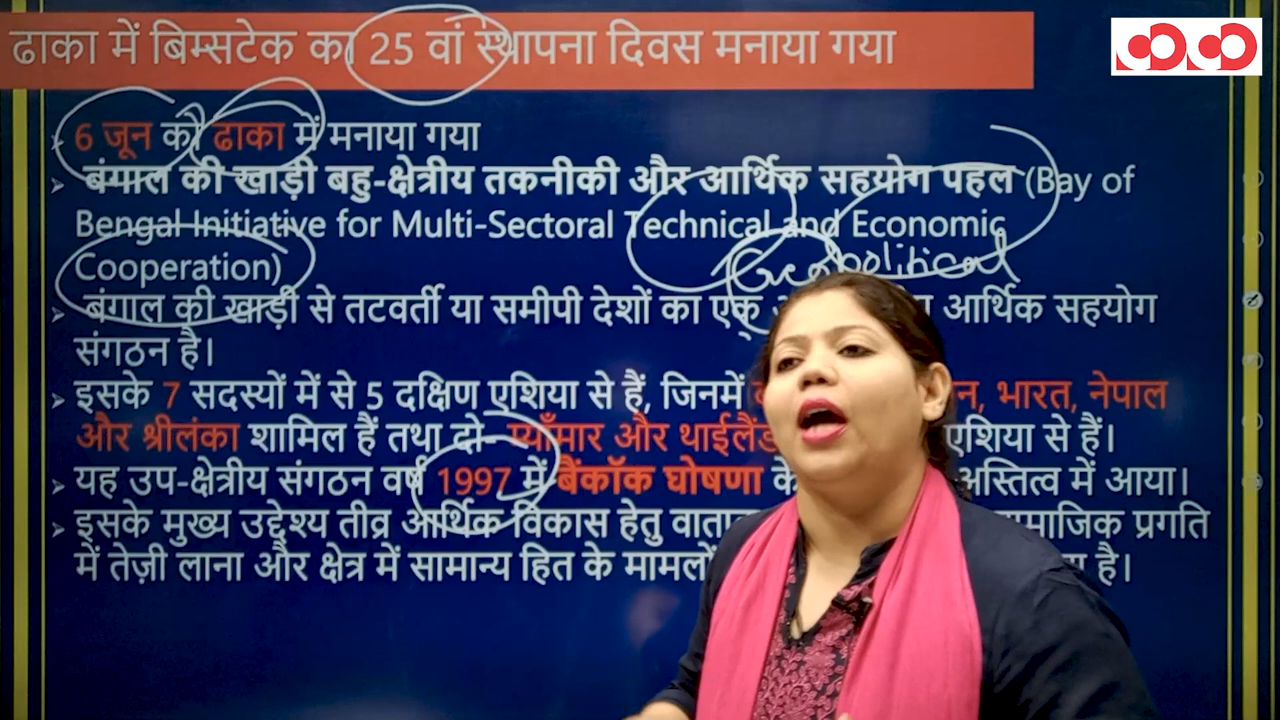 ढाका में बिम्सटेक का 25 वां स्थापना दिवस मनाया गया
6 जून को ढाका में मनाया गया
बंगाल की खाड़ी बहु-क्षेत्रीय तकनीकी और आर्थिक सहयोग पहल (Bay of
Bengal Initiative for Multi-Sectoral Technical and Economic
Geopolitical
Cooperation)
बंगाल की खाड़ी से तटवर्ती या समीपी देशों का एक आर्थिक सहयोग
संगठन है।
इसके 7 सदस्यों में से 5 दक्षिण एशिया से हैं, जिनमें भारत, नेपाल
और श्रीलंका शामिल हैं तथा दो- म्याँमार और थाईलैंड एशिया से हैं।
यह उप-क्षेत्रीय संगठन वर्ष 1997 में बैंकॉक घोषणा अस्तित्व में आया।
इसके मुख्य उद्देश्य तीव्र आर्थिक विकास हेतु प्रगति
में तेज़ी लाना और क्षेत्र में सामान्य हित के है।